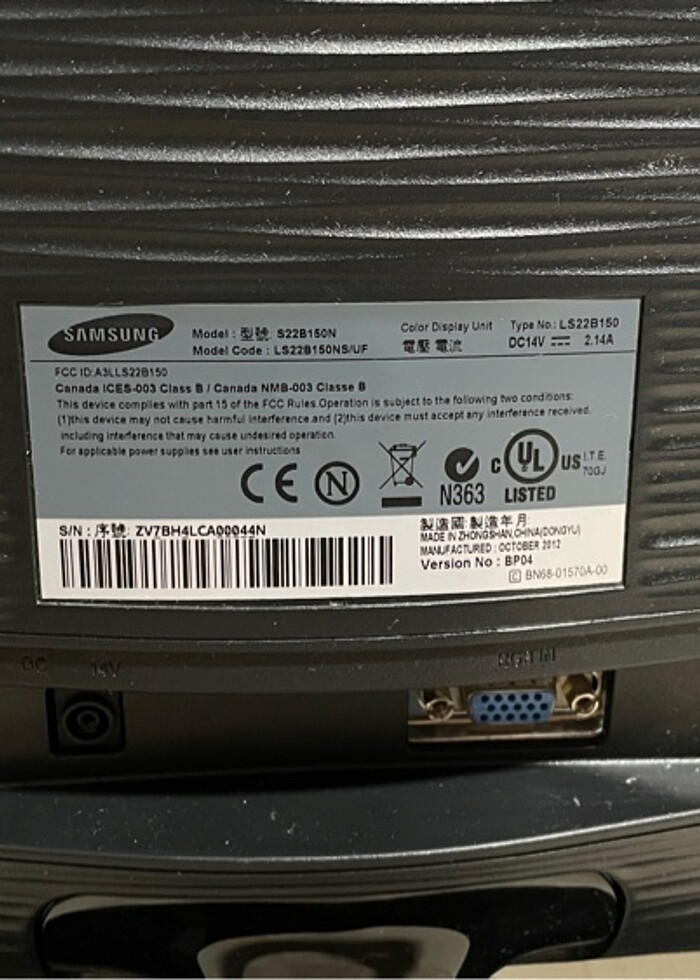 SAMSUNG
Model : 型號: S22B150N
Model Code : LS22B150NS/UF
Color Display Unit
電壓 電流
Type No.: LS22B150
DC14V ⎓ 2.14A
FCC ID:A3LLS22B150
Canada ICES-003 Class B / Canada NMB-003 Classe B
This device complies with part 15 of the FCC Rules.Operation is subject to the following two conditions:
(1)this device may not cause harmful interference.and (2)this device must accept any interference received.
including interference that may cause undesired operation.
For applicable power supplies see user instructions
CE N N363 C UL US LISTED
I.T.E.
70GJ
S/N : 序號: ZV7BH4LCA00044N
製造國 製造年月:
MADE IN ZHONGSHAN,CHINA(DONGYU)
MANUFACTURED : OCTOBER 2012
Version No : BP04
C BN68-01570A-00
DC 14V
RGB IN